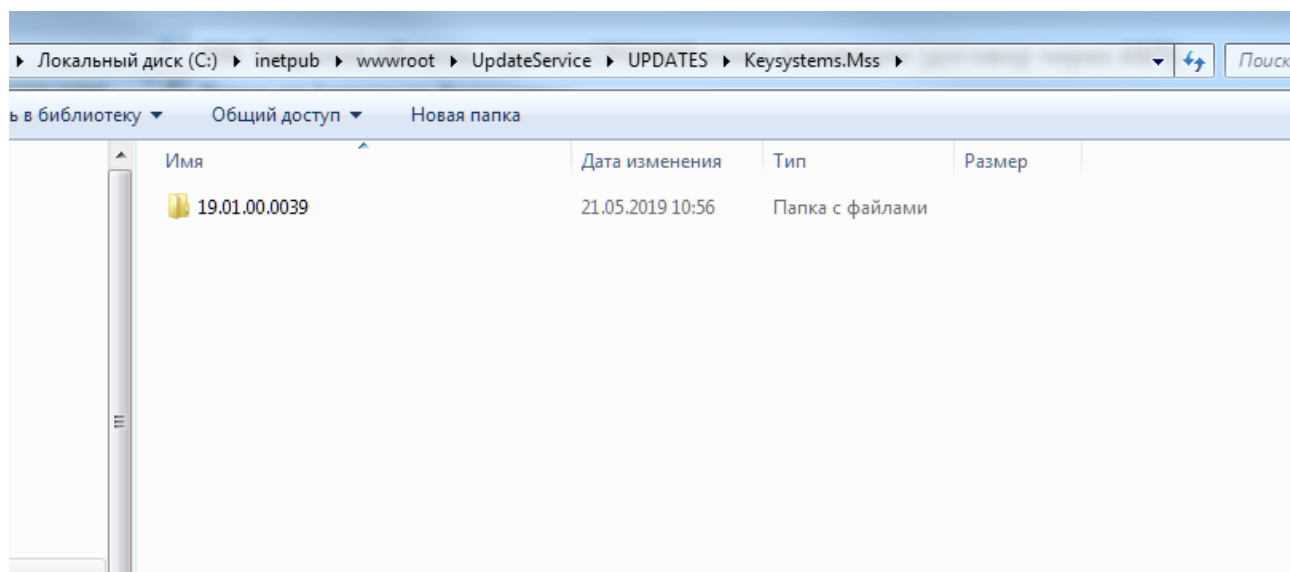 Локальный диск (C:) inetpub wwwroot UpdateService UPDATES Keysystems.Mss Поиск
ь в библиотеку Общий доступ Новая папка
Имя Дата изменения Тип Размер
19.01.00.0039 21.05.2019 10:56 Папка с файлами